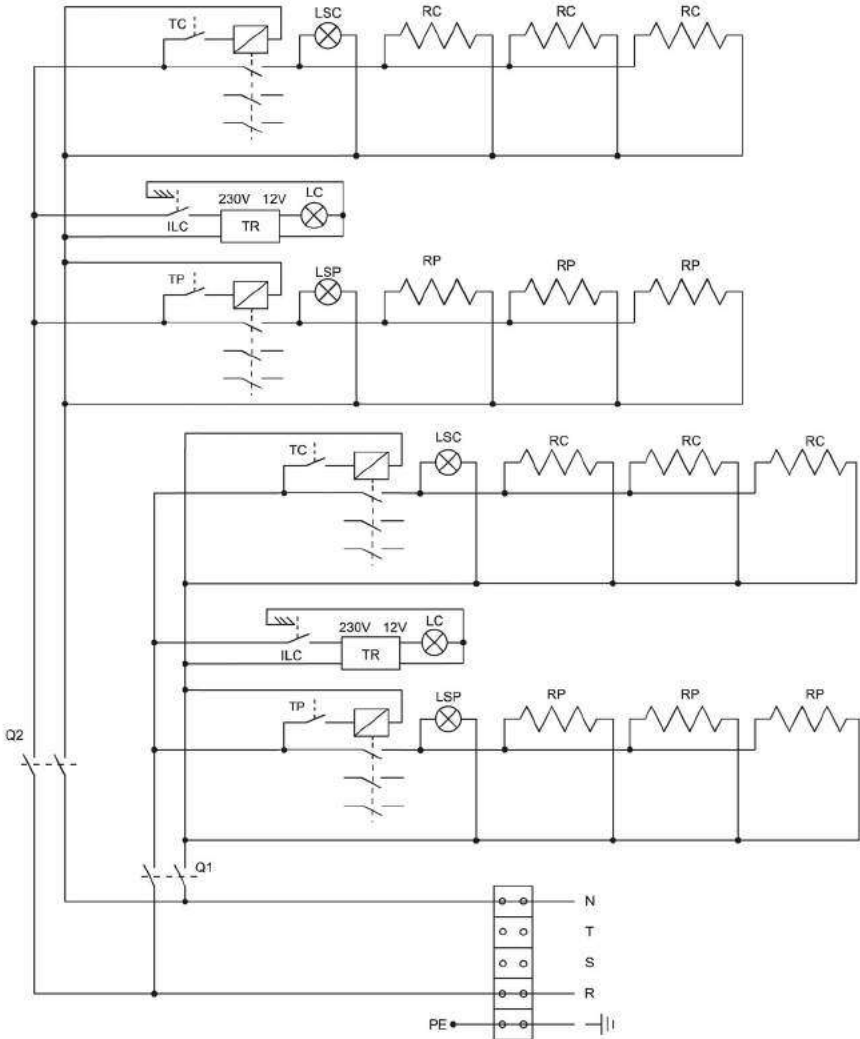 TC LSC RC RC RC
230V 12V LC
ILC TR
TP LSP RP RP RP
TC LSC RC RC RC
230V 12V LC
ILC TR
TP LSP RP RP RP
Q2
Q1
N
T
S
R
PE